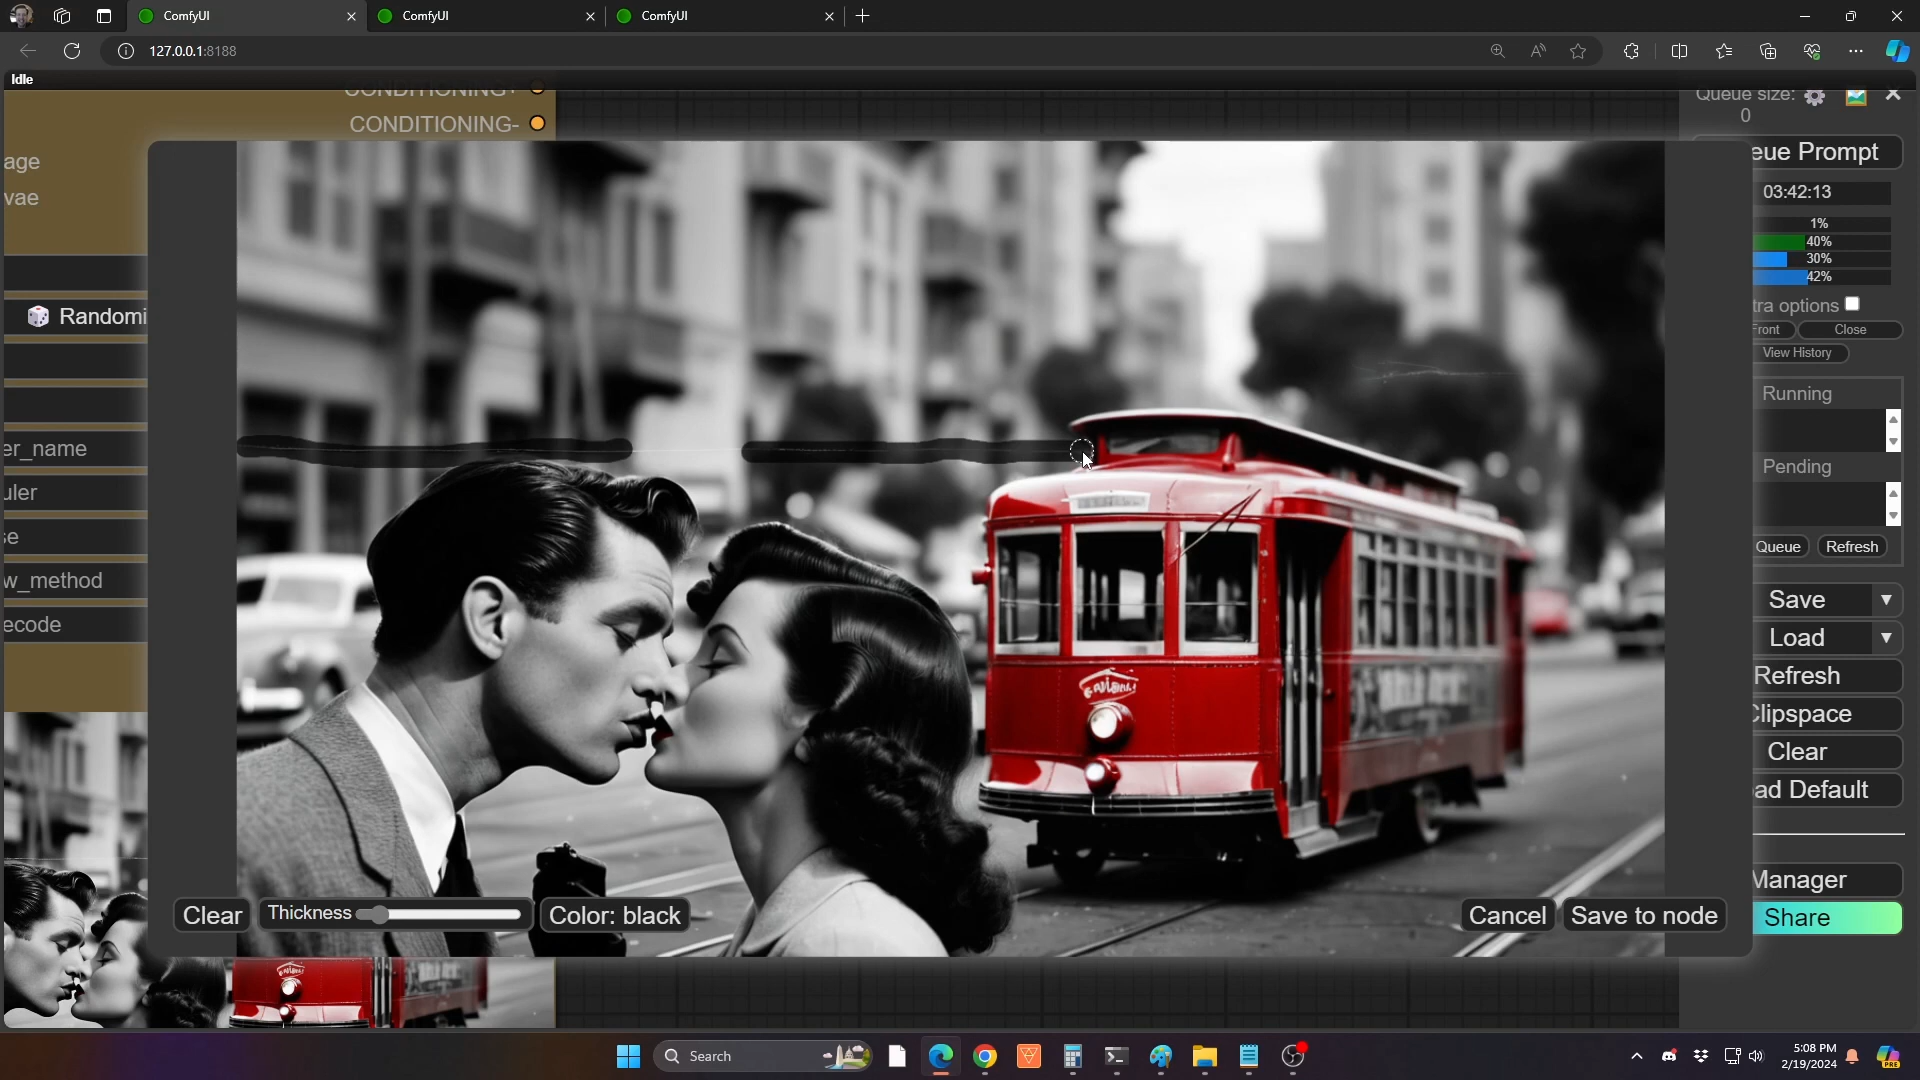 ComfyUI
ComfyUI
ComfyUI
127.0.0.1:8188
Idle
CONDITIONING+
CONDITIONING-
age
vae
Randomi
er_name
uler
se
w_method
ecode
Queue size:
0
eue Prompt
03:42:13
1%
40%
30%
42%
tra options
Front
Close
View History
Running
Pending
Queue
Refresh
Save
Load
Refresh
Clipspace
Clear
ad Default
Manager
Share
Clear
Thickness
Color: black
Cancel
Save to node
Search
5:08 PM
2/19/2024
PRE